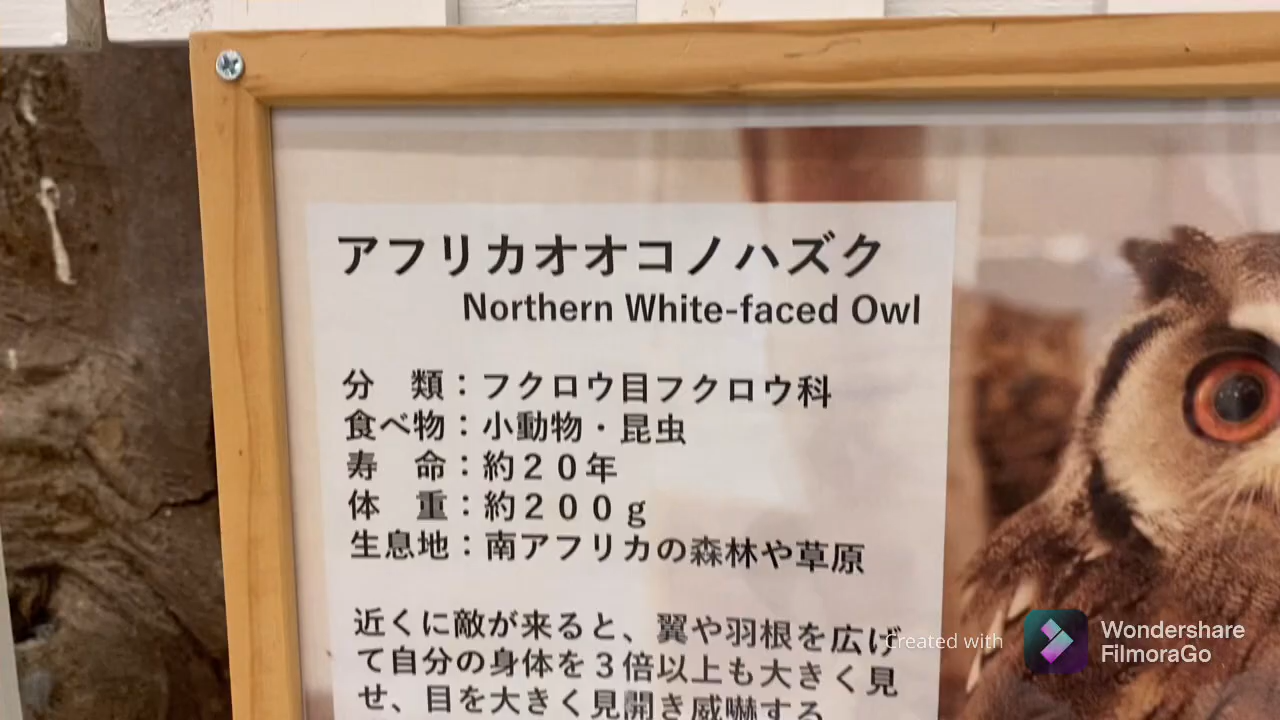 アフリカオオコノハズク
Northern White-faced Owl
分　類：フクロウ目フクロウ科
食べ物：小動物・昆虫
寿　命：約２０年
体　重：約２００ｇ
生息地：南アフリカの森林や草原
近くに敵が来ると、翼や羽根を広げ
て自分の身体を３倍以上も大きく見
せ、目を大きく見開き威嚇する
Created with
Wondershare
FilmoraGo